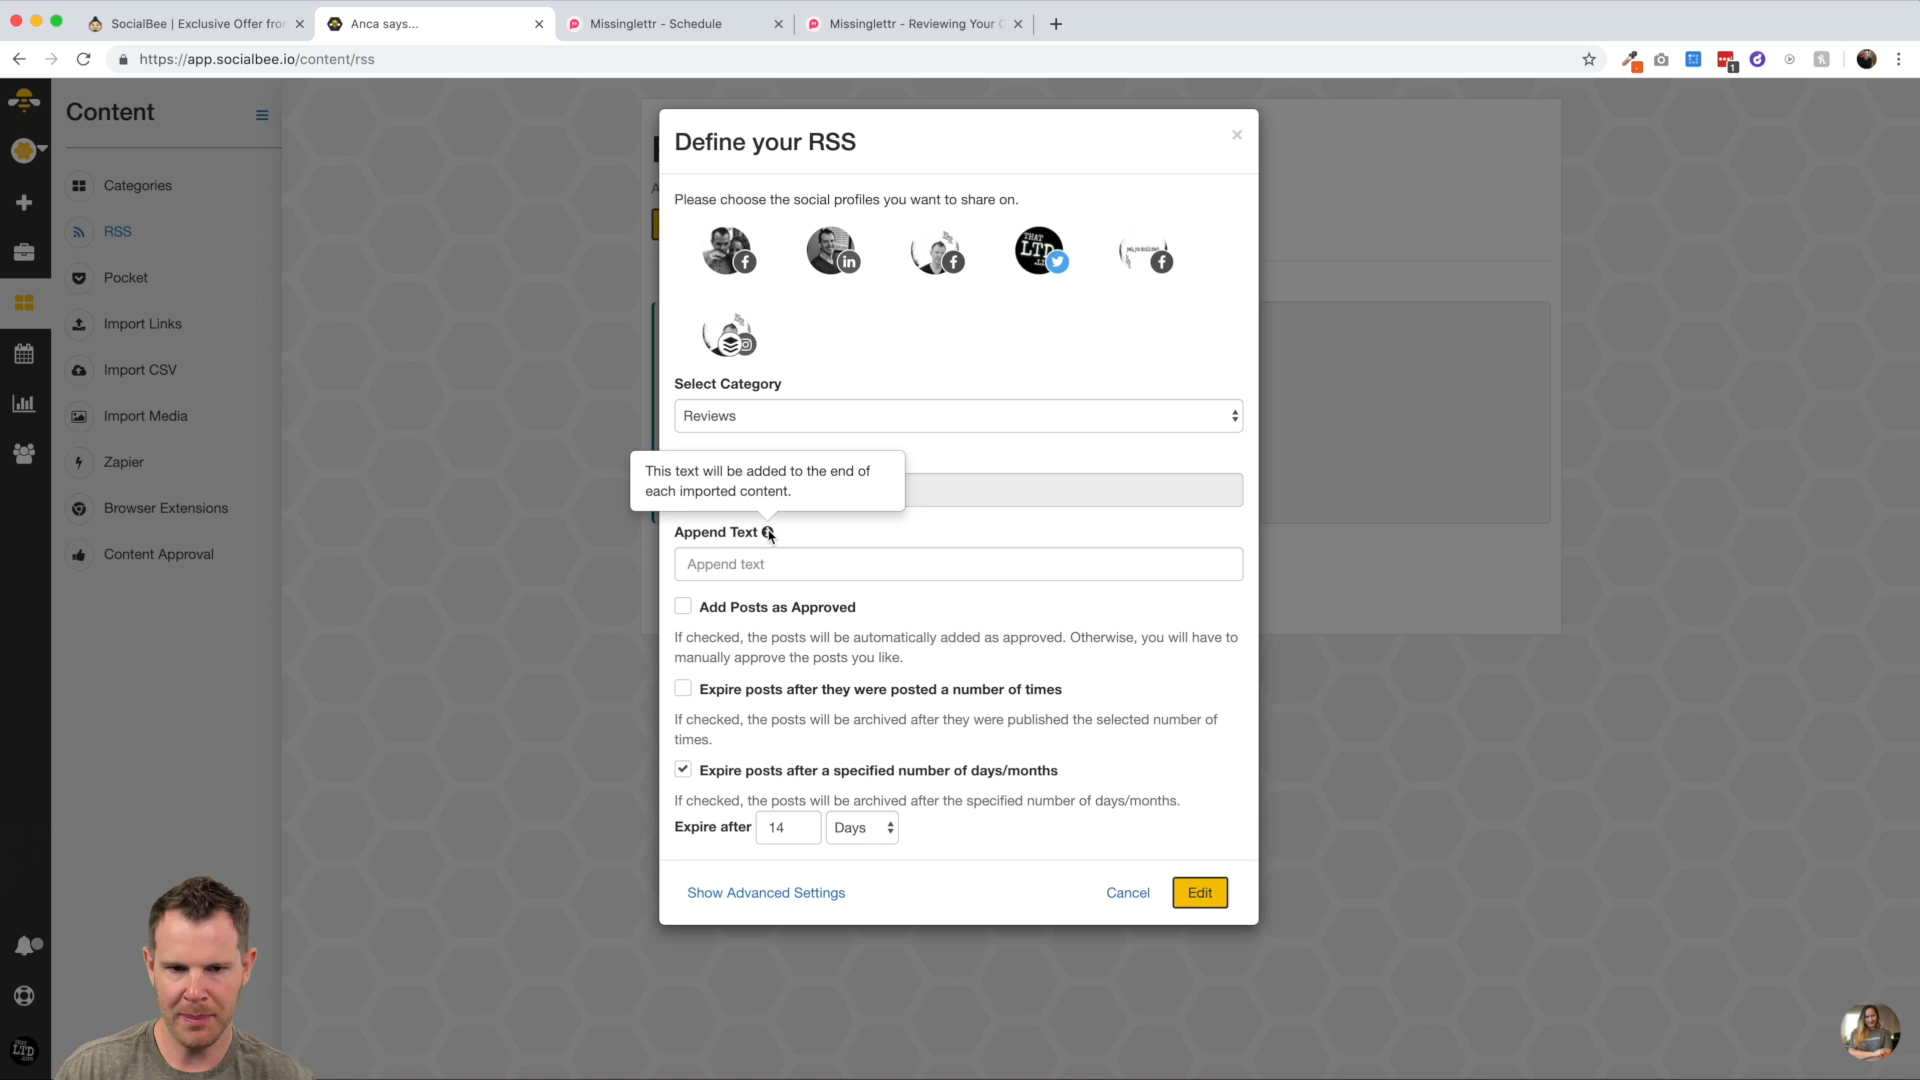 SocialBee | Exclusive Offer fro
Anca says...
Missinglettr - Schedule
Missinglettr - Reviewing Your C
https://app.socialbee.io/content/rss
1
Content
Categories
RSS
Pocket
Import Links
Import CSV
Import Media
Zapier
Browser Extensions
Content Approval
Define your RSS
×
Please choose the social profiles you want to share on.
THAT
LTD
Select Category
Reviews
This text will be added to the end of
each imported content.
Append Text
Append text
Add Posts as Approved
If checked, the posts will be automatically added as approved. Otherwise, you will have to
manually approve the posts you like.
Expire posts after they were posted a number of times
If checked, the posts will be archived after they were published the selected number of
times.
Expire posts after a specified number of days/months
If checked, the posts will be archived after the specified number of days/months.
Expire after 14 Days
Show Advanced Settings
Cancel
Edit
LTD